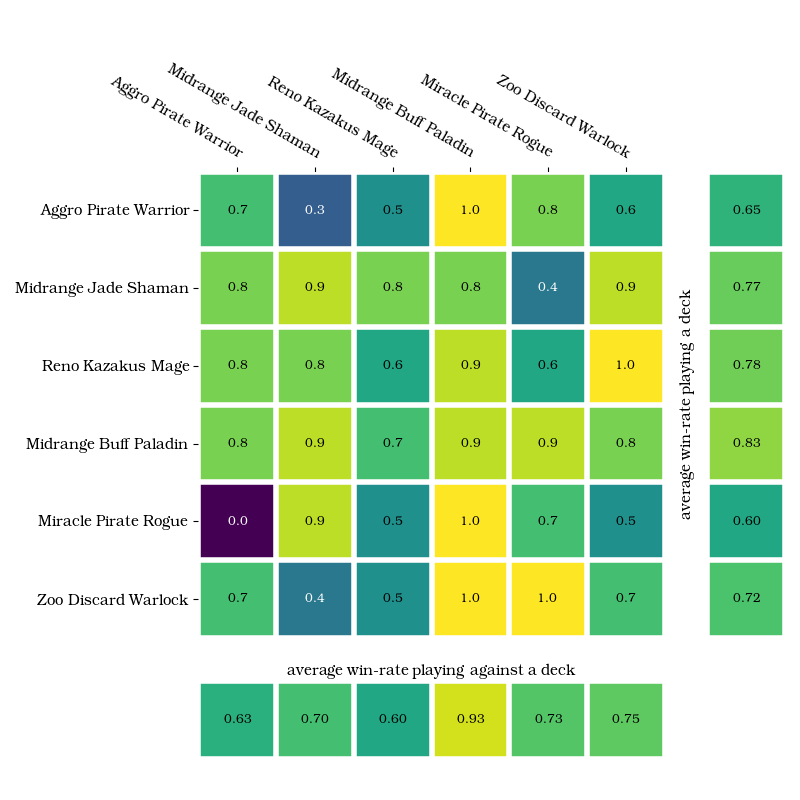 Aggro Pirate Warrior
Midrange Jade Shaman
Reno Kazakus Mage
Midrange Buff Paladin
Miracle Pirate Rogue
Zoo Discard Warlock
Aggro Pirate Warrior 0.7 0.3 0.5 1.0 0.8 0.6 0.65
Midrange Jade Shaman 0.8 0.9 0.8 0.8 0.4 0.9 0.77
Reno Kazakus Mage 0.8 0.8 0.6 0.9 0.6 1.0 0.78
Midrange Buff Paladin 0.8 0.9 0.7 0.9 0.9 0.8 0.83
Miracle Pirate Rogue 0.0 0.9 0.5 1.0 0.7 0.5 0.60
Zoo Discard Warlock 0.7 0.4 0.5 1.0 1.0 0.7 0.72
average win-rate playing a deck
average win-rate playing against a deck
0.63 0.70 0.60 0.93 0.73 0.75